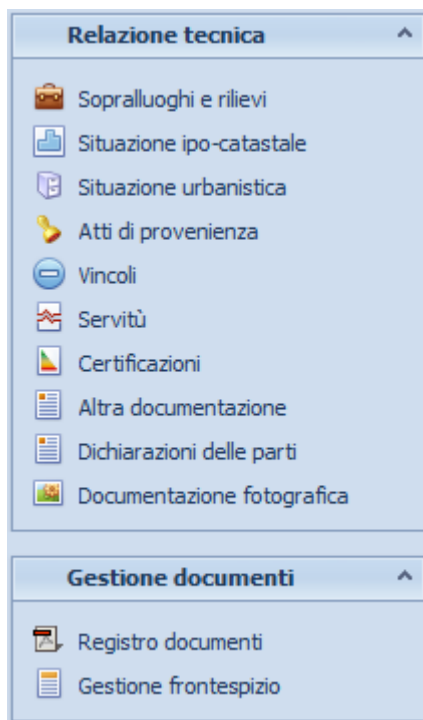 Relazione tecnica
Sopralluoghi e rilievi
Situazione ipo-catastale
Situazione urbanistica
Atti di provenienza
Vincoli
Servitù
Certificazioni
Altra documentazione
Dichiarazioni delle parti
Documentazione fotografica
Gestione documenti
Registro documenti
Gestione frontespizio